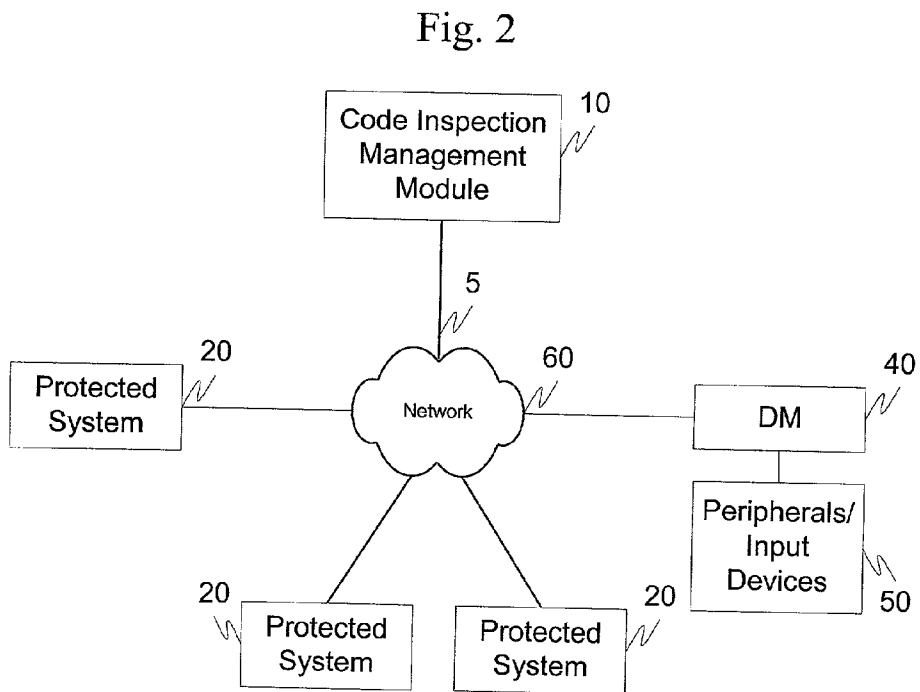 Fig. 2
Code Inspection
Management
Module
10
5
20
Protected
System
Network
60
40
DM
Peripherals/
Input
Devices
50
20
Protected
System
20
Protected
System